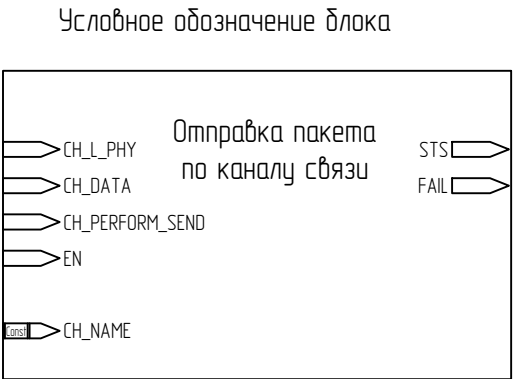 Условное обозначение блока
Отправка пакета
по каналу связи
CH_L_PHY
CH_DATA
CH_PERFORM_SEND
EN
Const CH_NAME
STS
FAIL